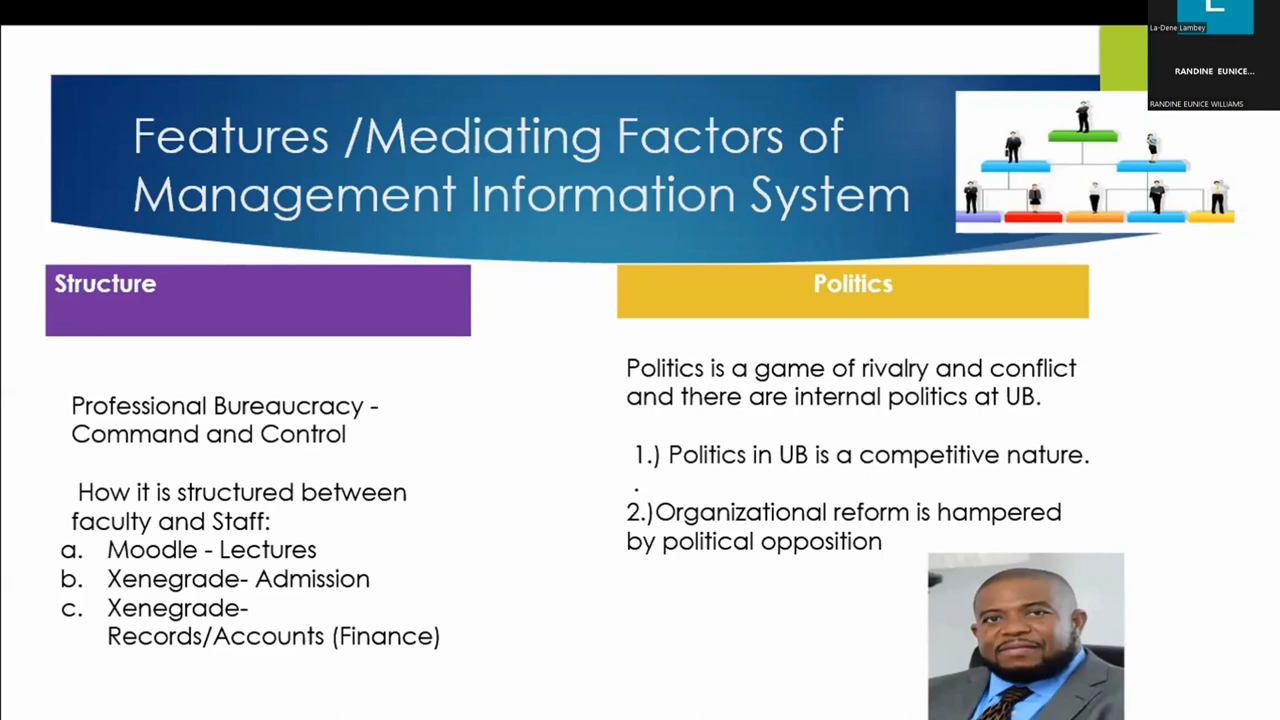 L
La-Dene Lambey
RANDINE EUNICE...
RANDINE EUNICE WILLIAMS
Features /Mediating Factors of
Management Information System
Structure
Professional Bureaucracy -
Command and Control
How it is structured between
faculty and Staff:
a. Moodle - Lectures
b. Xenegrade- Admission
c. Xenegrade-
Records/Accounts (Finance)
Politics
Politics is a game of rivalry and conflict
and there are internal politics at UB.
1.) Politics in UB is a competitive nature.
.
2.)Organizational reform is hampered
by political opposition